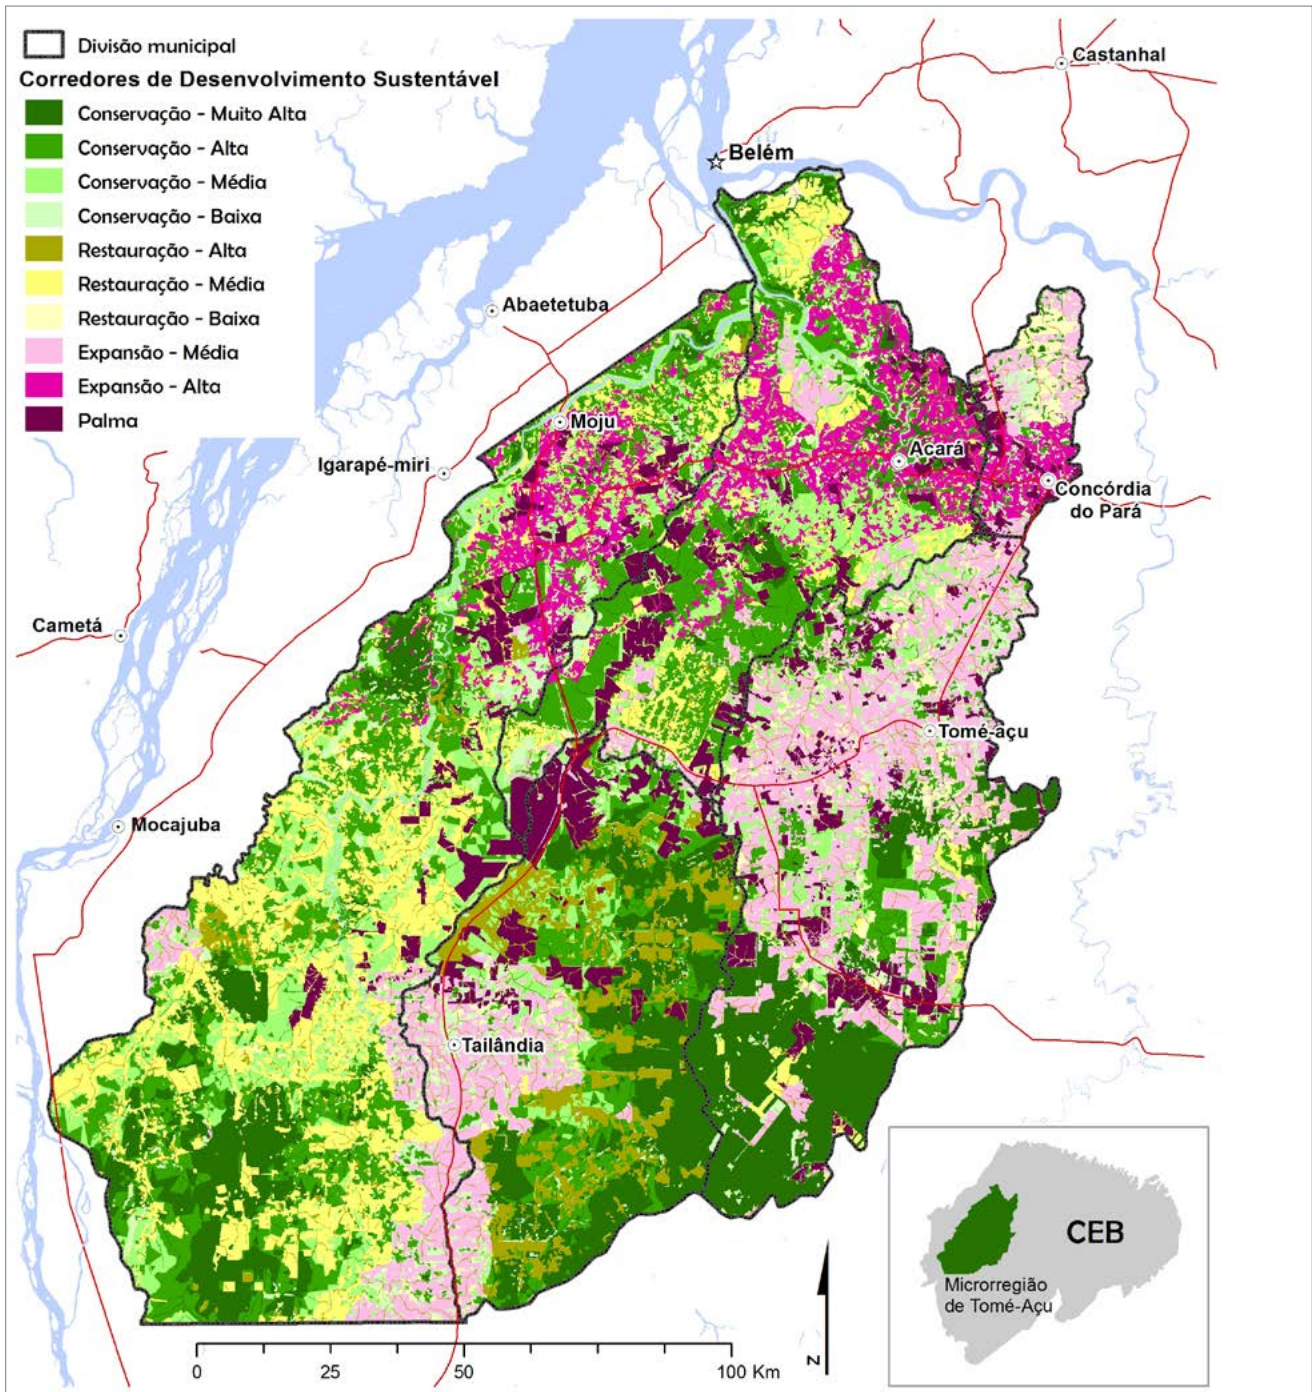 Divisão municipal
Corredores de Desenvolvimento Sustentável
Conservação - Muito Alta
Conservação - Alta
Conservação - Média
Conservação - Baixa
Restauração - Alta
Restauração - Média
Restauração - Baixa
Expansão - Média
Expansão - Alta
Palma
Castanhal
Belém
Abaetetuba
Moju
Igarapé-miri
Acará
Concórdia
do Pará
Cametá
Tomé-açu
Mocajuba
Tailândia
CEB
Microrregião
de Tomé-Açu
0 25 50 100 Km
N